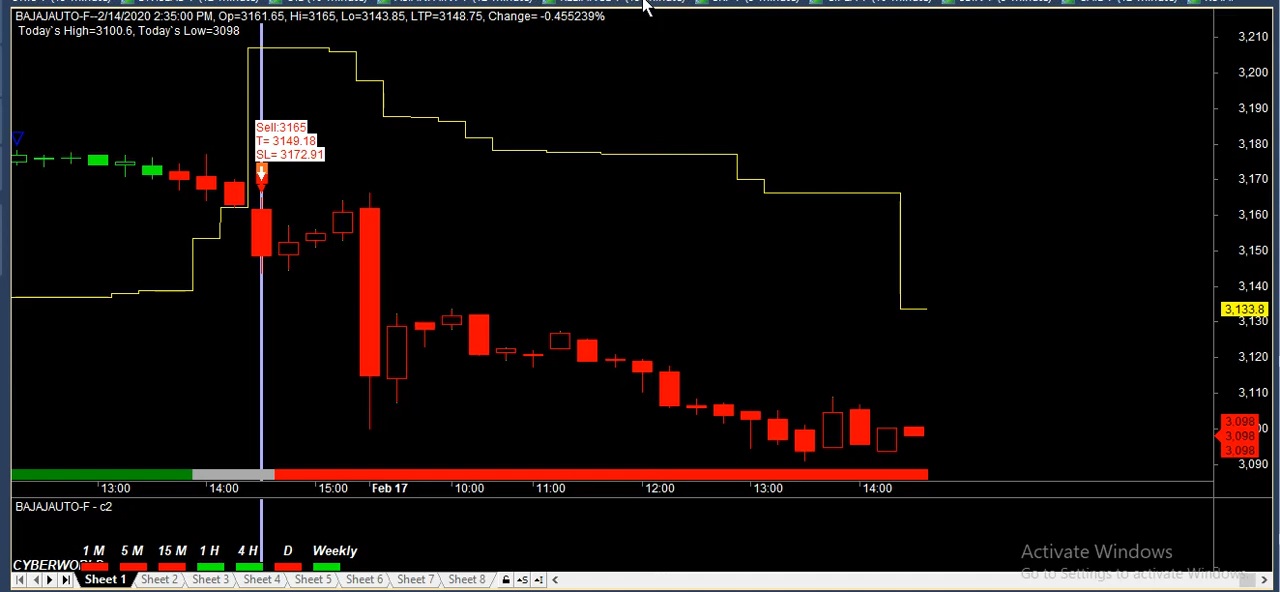 BAJAJAUTO-F--2/14/2020 2:35:00 PM, Op=3161.65, Hi=3165, Lo=3143.85, LTP=3148.75, Change= -0.455239%
Today`s High=3100.6, Today`s Low=3098
3,210
3,200
3,190
3,180
3,170
3,160
3,150
3,140
3,133.8
3,130
3,120
3,110
3,098
3,098
3,098
3,090
Sell:3165
T= 3149.18
SL= 3172.91
13:00 14:00 15:00 Feb 17 10:00 11:00 12:00 13:00 14:00
BAJAJAUTO-F - c2
1 M 5 M 15 M 1 H 4 H D Weekly
Activate Windows
Go to Settings to activate Windows.
Sheet 1 Sheet 2 Sheet 3 Sheet 4 Sheet 5 Sheet 6 Sheet 7 Sheet 8